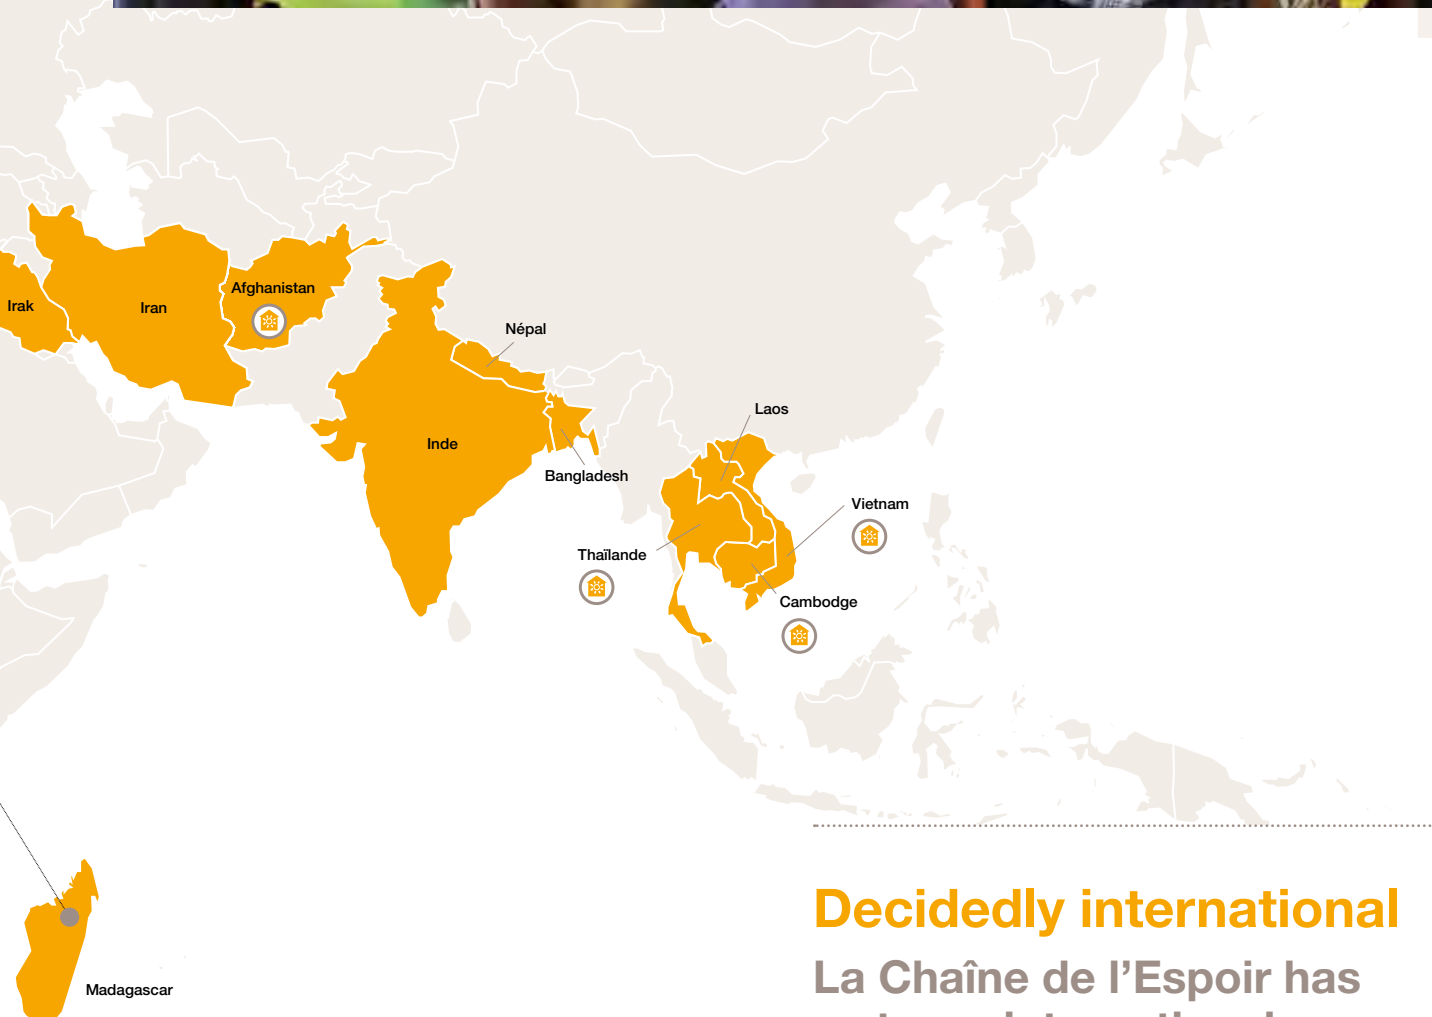 Afghanistan
Irak
Iran
Népal
Laos
Inde
Bangladesh
Vietnam
Thaïlande
Cambodge
Madagascar
Decidedly international
La Chaîne de l’Espoir has